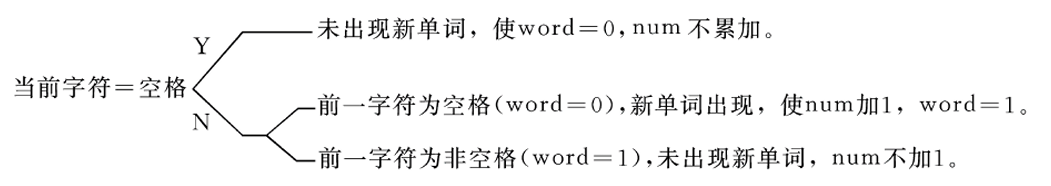 未出现新单词，使word=0，num 不累加。
Y
当前字符=空格
前一字符为空格(word=0)，新单词出现，使num加1，word=1。
N
前一字符为非空格(word=1)，未出现新单词，num不加1。